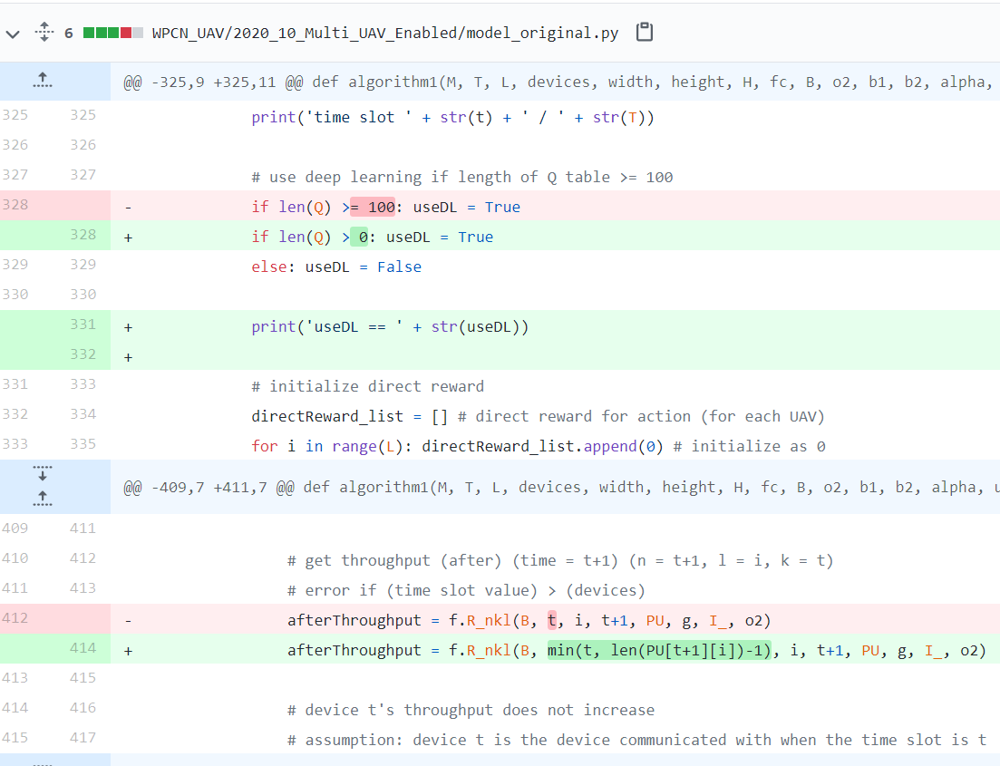 6 WPCN_UAV/2020_10_Multi_UAV_Enabled/model_original.py
@@ -325,9 +325,11 @@ def algorithm1(M, T, L, devices, width, height, H, fc, B, o2, b1, b2, alpha,
325 325 print('time slot ' + str(t) + ' / ' + str(T))
326 326
327 327 # use deep learning if length of Q table >= 100
328 - if len(Q) >= 100: useDL = True
328 + if len(Q) > 0: useDL = True
329 329 else: useDL = False
330 330
331 + print('useDL == ' + str(useDL))
332 +
331 333 # initialize direct reward
332 334 directReward_list = [] # direct reward for action (for each UAV)
333 335 for i in range(L): directReward_list.append(0) # initialize as 0
@@ -409,7 +411,7 @@ def algorithm1(M, T, L, devices, width, height, H, fc, B, o2, b1, b2, alpha, u
409 411
410 412 # get throughput (after) (time = t+1) (n = t+1, l = i, k = t)
411 413 # error if (time slot value) > (devices)
412 - afterThroughput = f.R_nkl(B, t, i, t+1, PU, g, I_, o2)
414 + afterThroughput = f.R_nkl(B, min(t, len(PU[t+1][i])-1), i, t+1, PU, g, I_, o2)
413 415
414 416 # device t's throughput does not increase
415 417 # assumption: device t is the device communicated with when the time slot is t